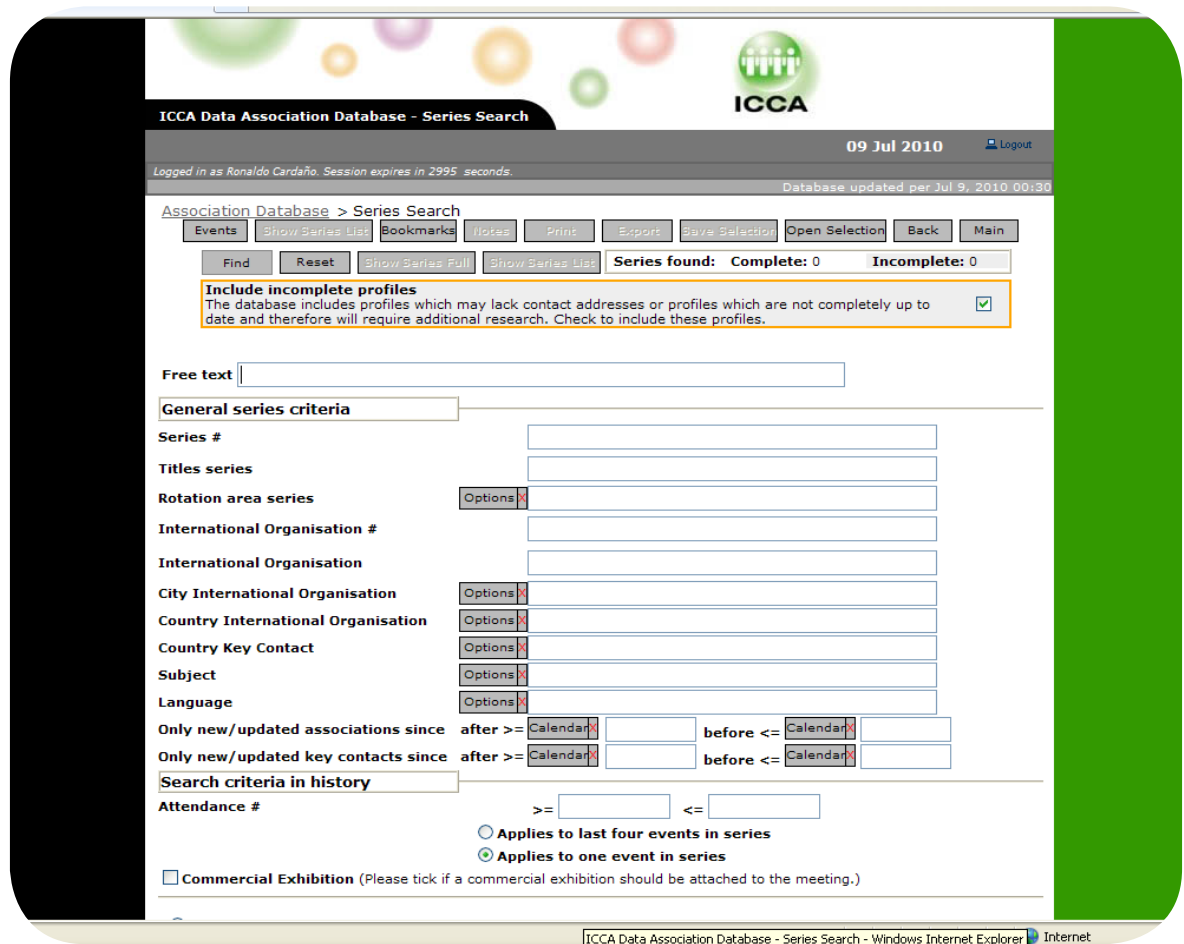 ICCA
ICCA Data Association Database - Series Search
09 Jul 2010 Logout
Logged in as Ronaldo Cardaño. Session expires in 2995 seconds.
Database updated per Jul 9, 2010 00:30
Association Database > Series Search
Events Show Series List Bookmarks Notes Print Export Save Selection Open Selection Back Main
Find Reset Show Series Full Show Series List Series found: Complete: 0 Incomplete: 0
Include incomplete profiles
The database includes profiles which may lack contact addresses or profiles which are not completely up to
date and therefore will require additional research. Check to include these profiles.
Free text
General series criteria
Series #
Titles series
Rotation area series Options X
International Organisation #
International Organisation
City International Organisation Options X
Country International Organisation Options X
Country Key Contact Options X
Subject Options X
Language Options X
Only new/updated associations since after >= Calendar X before <= Calendar X
Only new/updated key contacts since after >= Calendar X before <= Calendar X
Search criteria in history
Attendance # >= <=
Applies to last four events in series
Applies to one event in series
Commercial Exhibition (Please tick if a commercial exhibition should be attached to the meeting.)
ICCA Data Association Database - Series Search - Windows Internet Explorer Internet